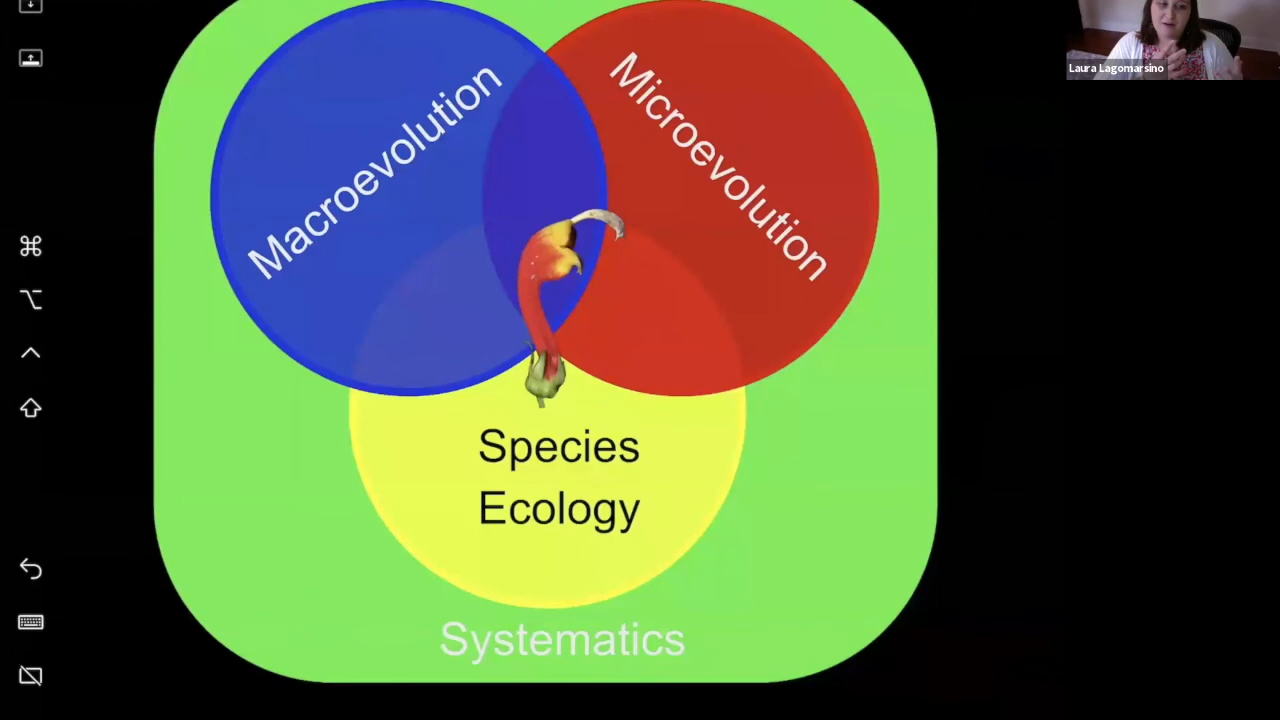 Laura Lagomarsino
Macroevolution
Microevolution
Species
Ecology
Systematics